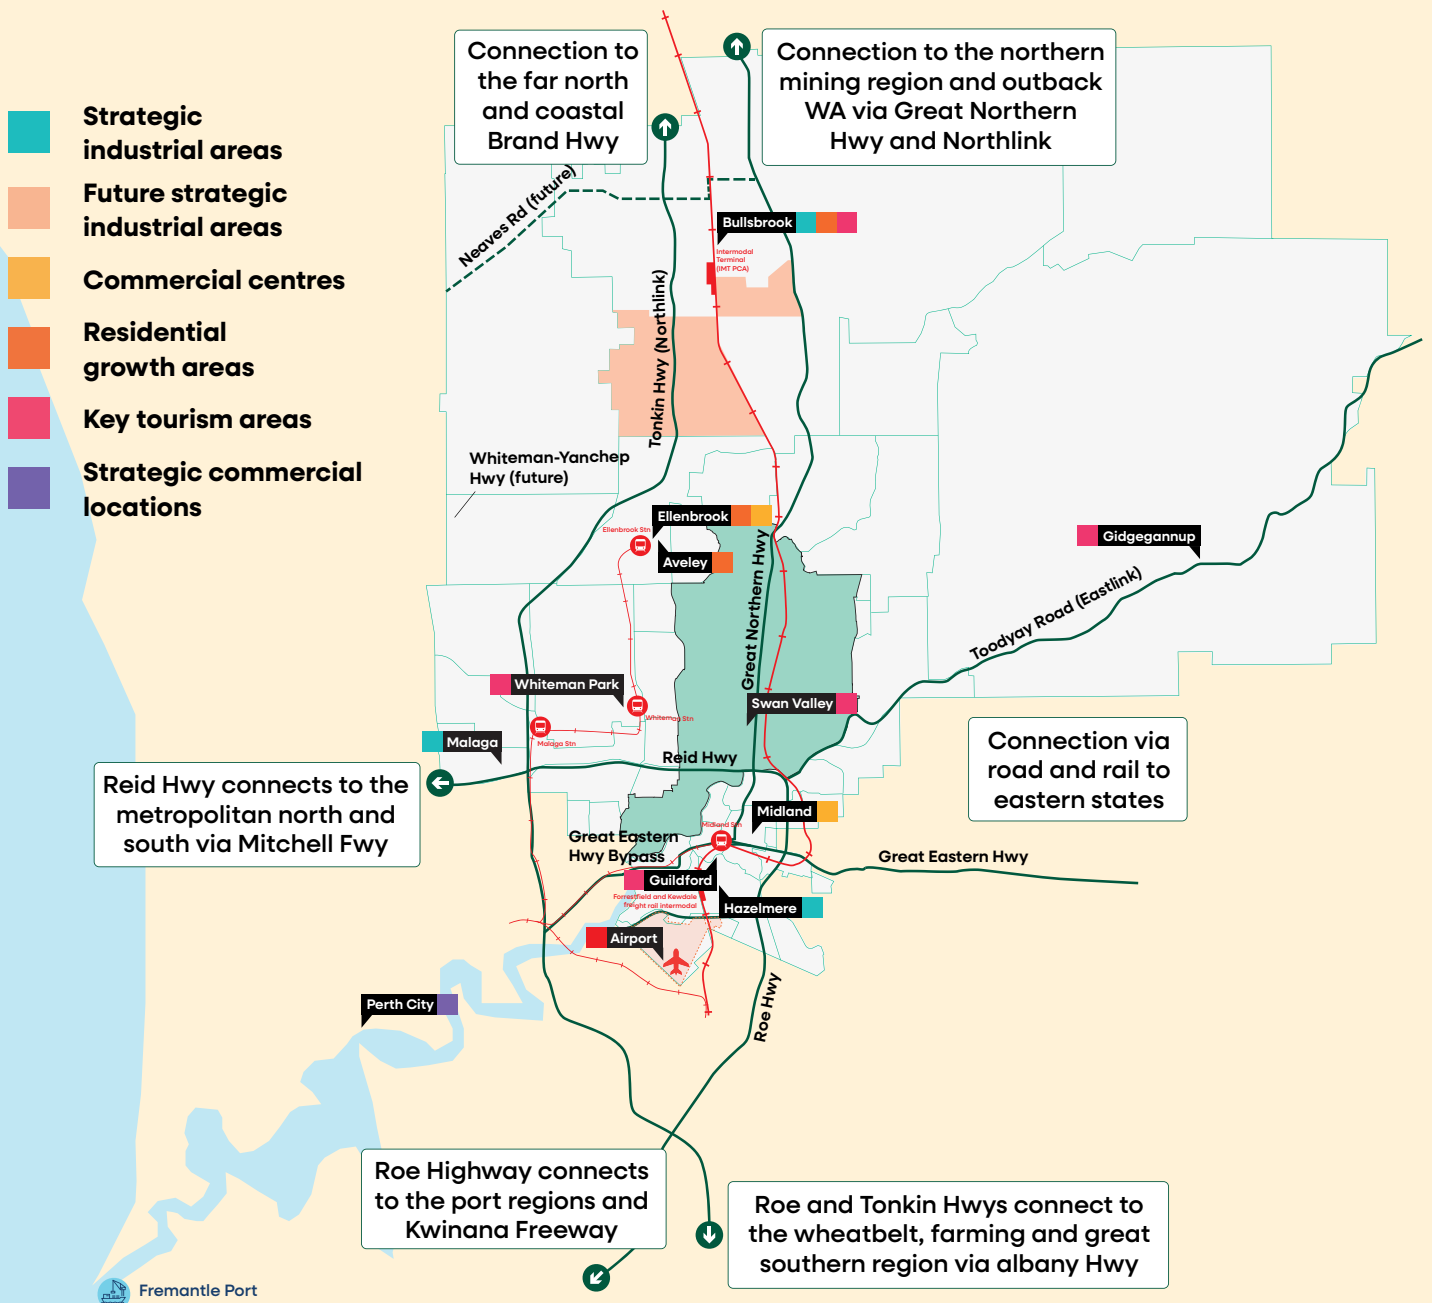 Strategic
industrial areas
Future strategic
industrial areas
Commercial centres
Residential
growth areas
Key tourism areas
Strategic commercial
locations
Connection to
the far north
and coastal
Brand Hwy
Connection to the northern
mining region and outback
WA via Great Northern
Hwy and Northlink
Neaves Rd (future)
Bullsbrook
Intermodal
Terminal
(IMT PCA)
Tonkin Hwy (Northlink)
Whiteman-Yanchep
Hwy (future)
Ellenbrook
Ellenbrook Stn
Aveley
Great Northern Hwy
Gidgegannup
Toodyay Road (Eastlink)
Whiteman Park
Whiteman Stn
Swan Valley
Malaga
Malaga Stn
Reid Hwy
Reid Hwy connects to the
metropolitan north and
south via Mitchell Fwy
Connection via
road and rail to
eastern states
Midland
Midland Stn
Great Eastern
Hwy Bypass
Great Eastern Hwy
Guildford
Forrestfield and Kewdale
freight rail intermodal
Hazelmere
Airport
Perth City
Roe Hwy
Roe Highway connects
to the port regions and
Kwinana Freeway
Roe and Tonkin Hwys connect to
the wheatbelt, farming and great
southern region via albany Hwy
Fremantle Port